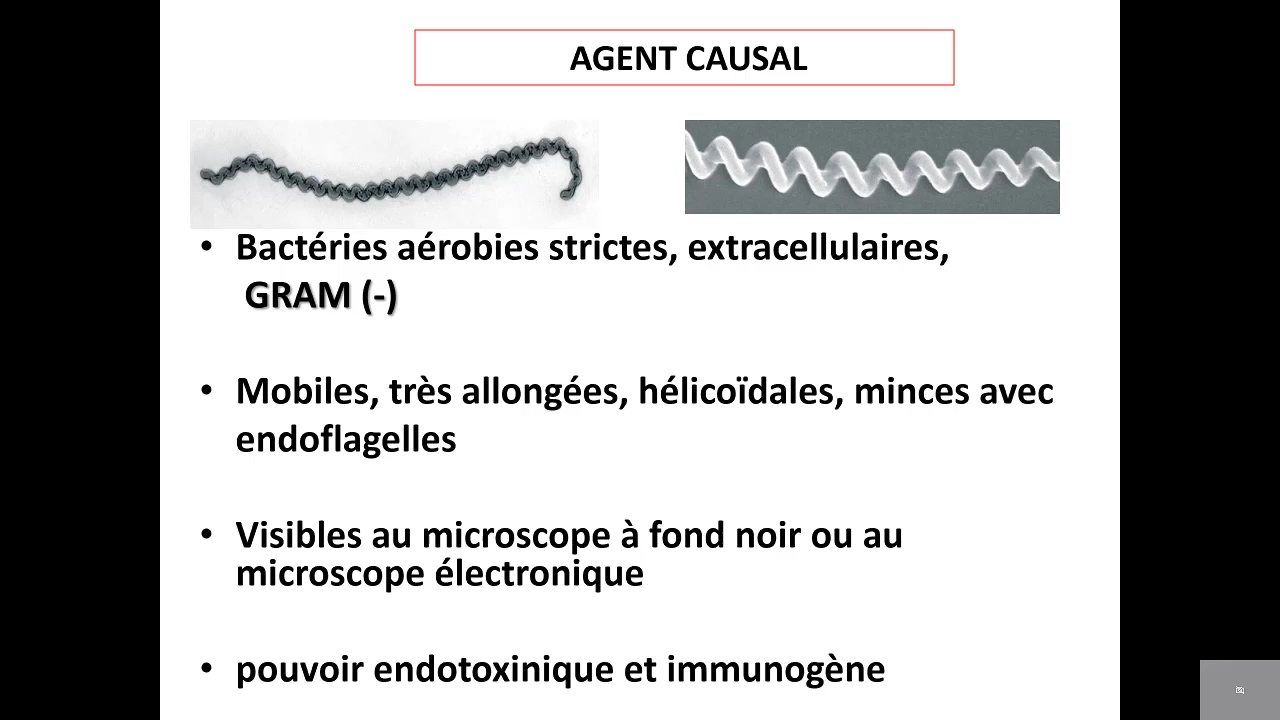 AGENT CAUSAL
• Bactéries aérobies strictes, extracellulaires,
GRAM (-)
• Mobiles, très allongées, hélicoïdales, minces avec
endoflagelles
• Visibles au microscope à fond noir ou au
microscope électronique
• pouvoir endotoxinique et immunogène